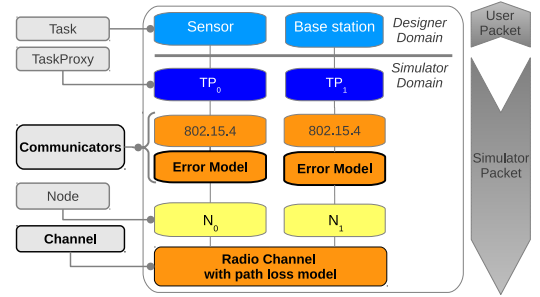 Task
Sensor
Base station
Designer
Domain
User
Packet
TaskProxy
Simulator
Domain
TP0
TP1
802.15.4
802.15.4
Communicators
Error Model
Error Model
Simulator
Packet
Node
N0
N1
Channel
Radio Channel
with path loss model